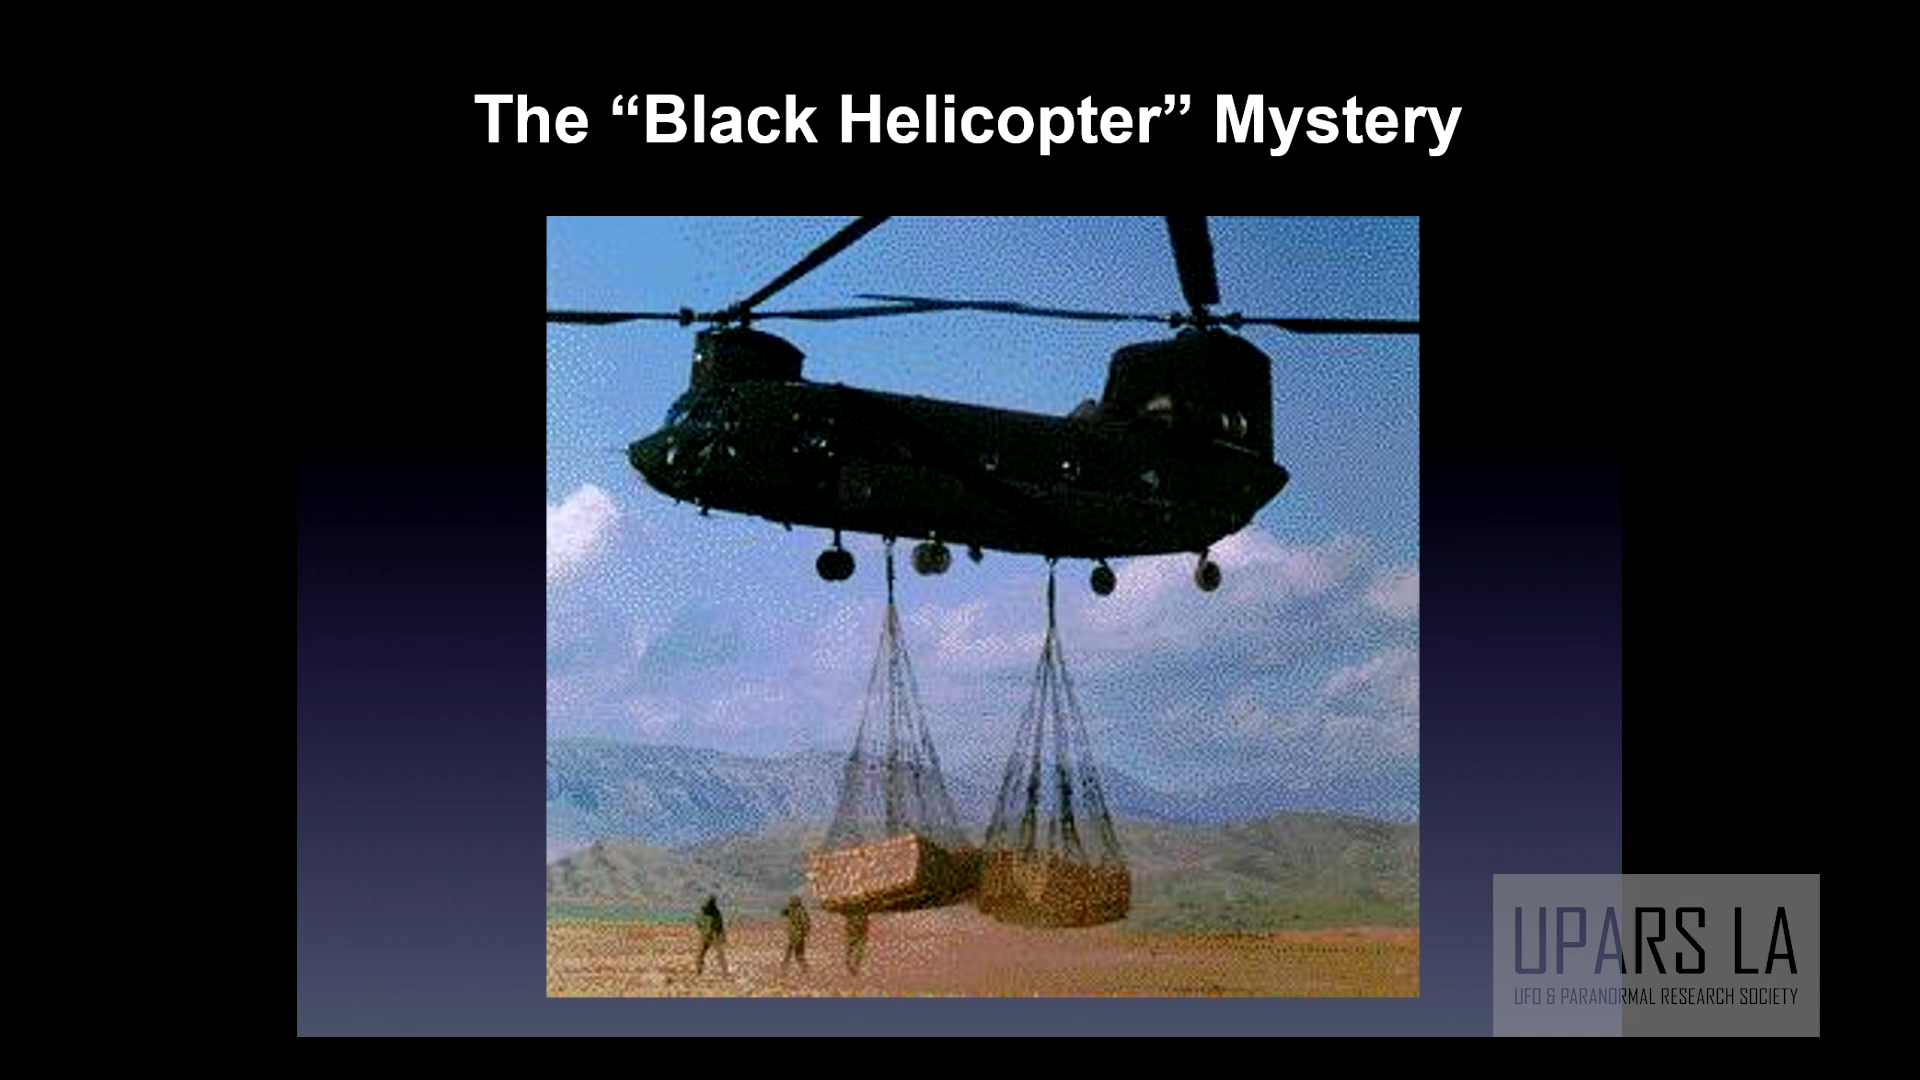 The “Black Helicopter” Mystery
UPARS LA
UFO & PARANORMAL RESEARCH SOCIETY